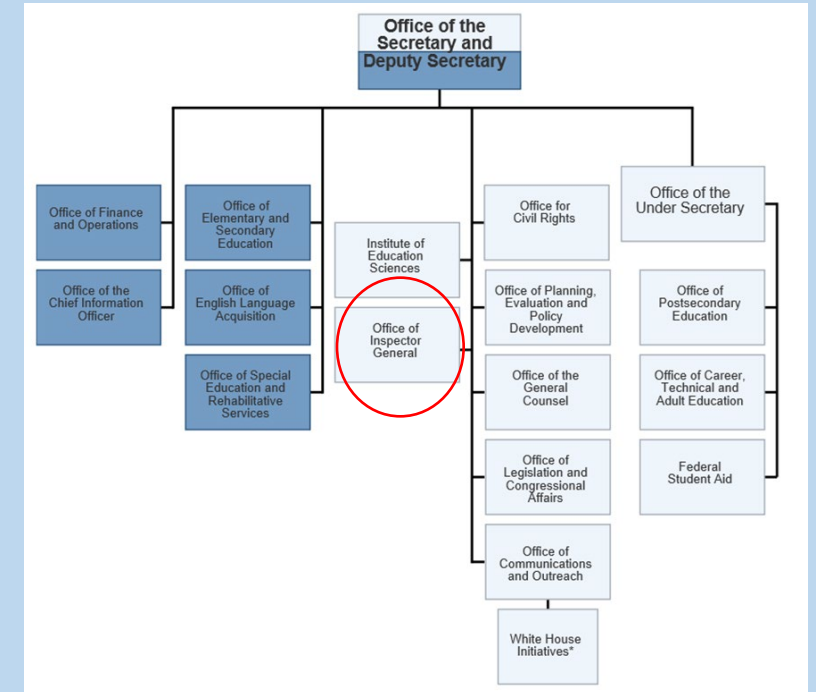 Office of the
Secretary and
Deputy Secretary
Office of Finance
and Operations
Office of the
Chief Information
Officer
Office of
Elementary and
Secondary
Education
Office of
English Language
Acquisition
Office of Special
Education and
Rehabilitative
Services
Institute of
Education
Sciences
Office of
Inspector
General
Office for
Civil Rights
Office of Planning,
Evaluation and
Policy
Development
Office of the
General
Counsel
Office of
Legislation and
Congressional
Affairs
Office of
Communications
and Outreach
White House
Initiatives*
Office of the
Under Secretary
Office of
Postsecondary
Education
Office of Career,
Technical and
Adult Education
Federal
Student Aid